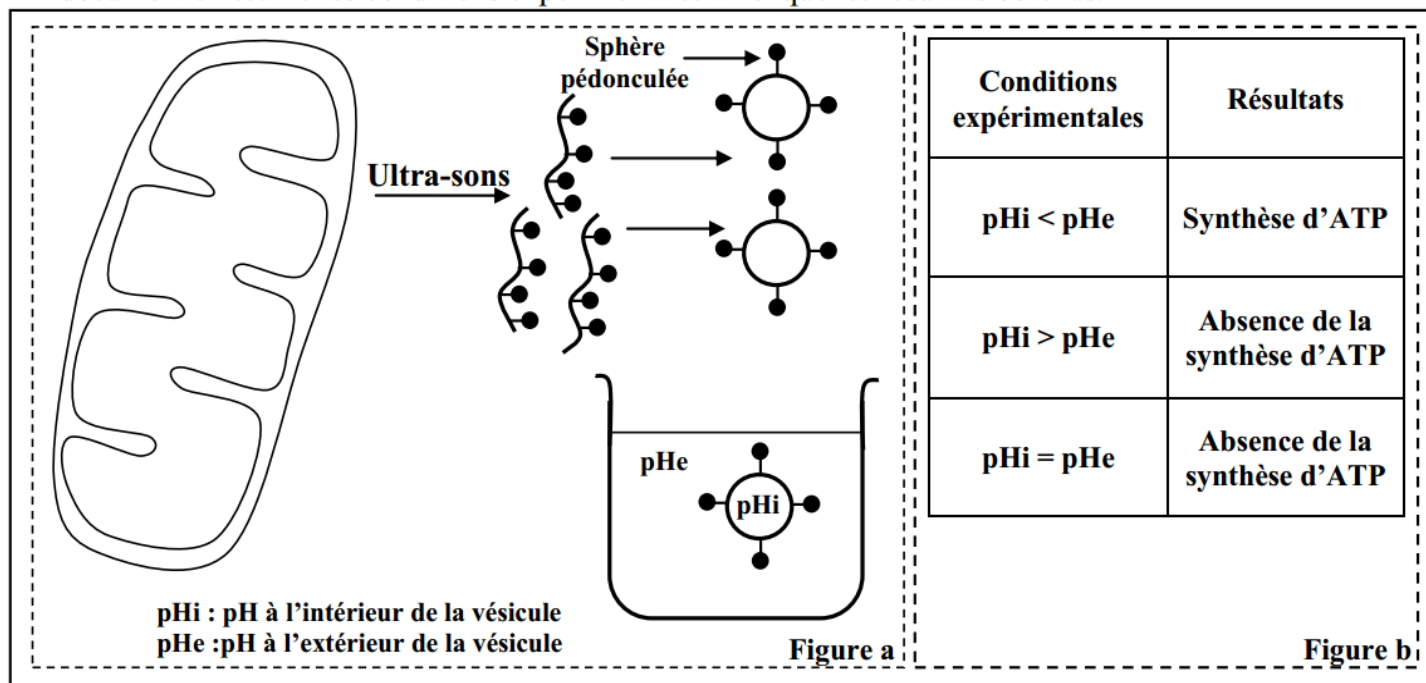 Sphère
pédonculée
Ultra-sons
pHe
pHi
pHi : pH à l'intérieur de la vésicule
pHe :pH à l'extérieur de la vésicule
Figure a
Conditions
expérimentales
Résultats
pHi < pHe
Synthèse d'ATP
pHi > pHe
Absence de la
synthèse d'ATP
pHi = pHe
Absence de la
synthèse d'ATP
Figure b